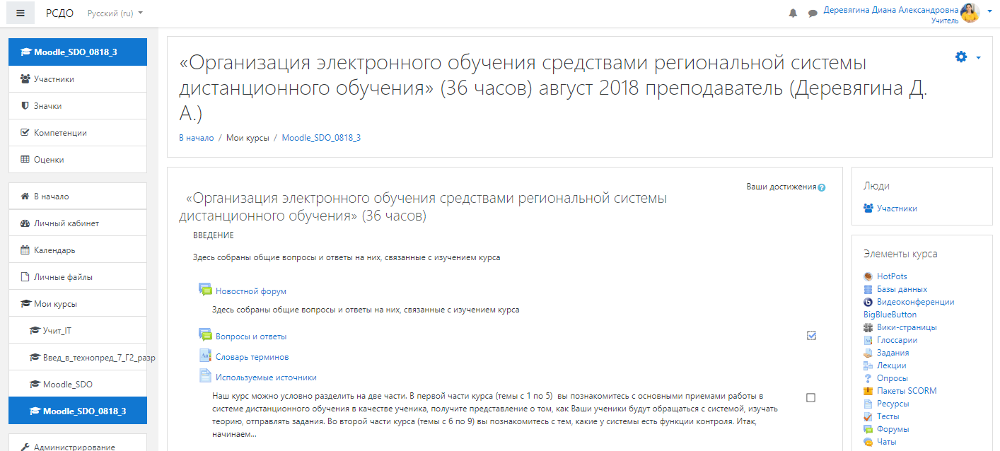 РСДО
Русский (ru)
Деревягина Диана Александровна
Учитель
Moodle_SDO_0818_3
Участники
Значки
Компетенции
Оценки
В начало
Личный кабинет
Календарь
Личные файлы
Мои курсы
Учит_IT
Введ_в_технопред_7_Г2_разр
Moodle_SDO
Moodle_SDO_0818_3
Администрирование
«Организация электронного обучения средствами региональной системы
дистанционного обучения» (36 часов) август 2018 преподаватель (Деревягина Д.
А.)
В начало / Мои курсы / Moodle_SDO_0818_3
Ваши достижения
«Организация электронного обучения средствами региональной системы
дистанционного обучения» (36 часов)
ВВЕДЕНИЕ
Здесь собраны общие вопросы и ответы на них, связанные с изучением курса
Новостной форум
Здесь собраны общие вопросы и ответы на них, связанные с изучением курса
Вопросы и ответы
Словарь терминов
Используемые источники
Наш курс можно условно разделить на две части. В первой части курса (темы с 1 по 5) вы познакомитесь с основными приемами работы в
системе дистанционного обучения в качестве ученика, получите представление о том, как Ваши ученики будут обращаться с системой, изучать
теорию, отправлять задания. Во второй части курса (темы с 6 по 9) вы познакомитесь с тем, какие у системы есть функции контроля. Итак,
начинаем...
Люди
Участники
Элементы курса
HotPots
Базы данных
Видеоконференции
BigBlueButton
Вики-страницы
Глоссарии
Задания
Лекции
Опросы
Пакеты SCORM
Ресурсы
Тесты
Форумы
Чаты